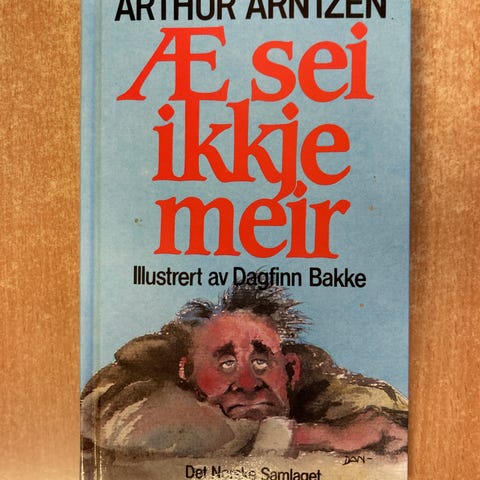 ARTHUR ARNTZEN
Æ sei
ikkje
meir
Illustrert av Dagfinn Bakke
DAN-
Det Norske Samlaget